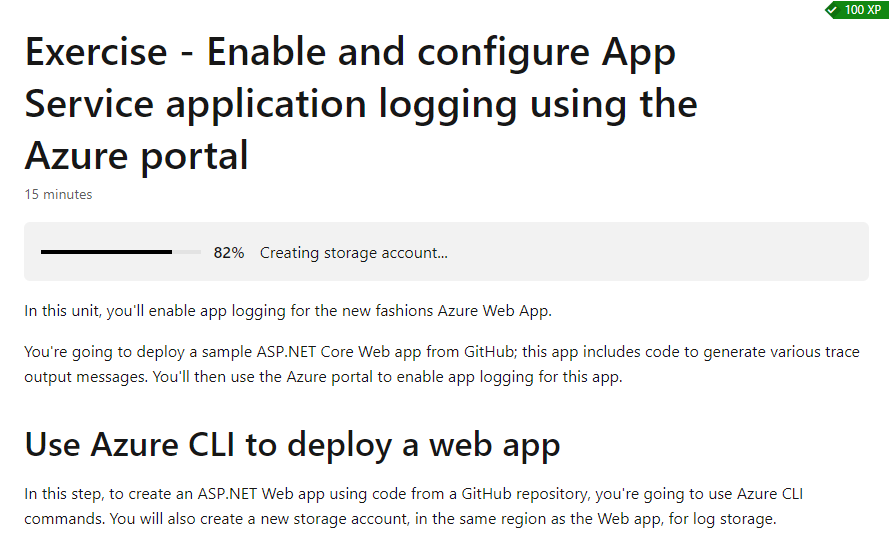 100 XP
Exercise - Enable and configure App
Service application logging using the
Azure portal
15 minutes
82% Creating storage account...
In this unit, you'll enable app logging for the new fashions Azure Web App.
You're going to deploy a sample ASP.NET Core Web app from GitHub; this app includes code to generate various trace
output messages. You'll then use the Azure portal to enable app logging for this app.
Use Azure CLI to deploy a web app
In this step, to create an ASP.NET Web app using code from a GitHub repository, you're going to use Azure CLI
commands. You will also create a new storage account, in the same region as the Web app, for log storage.